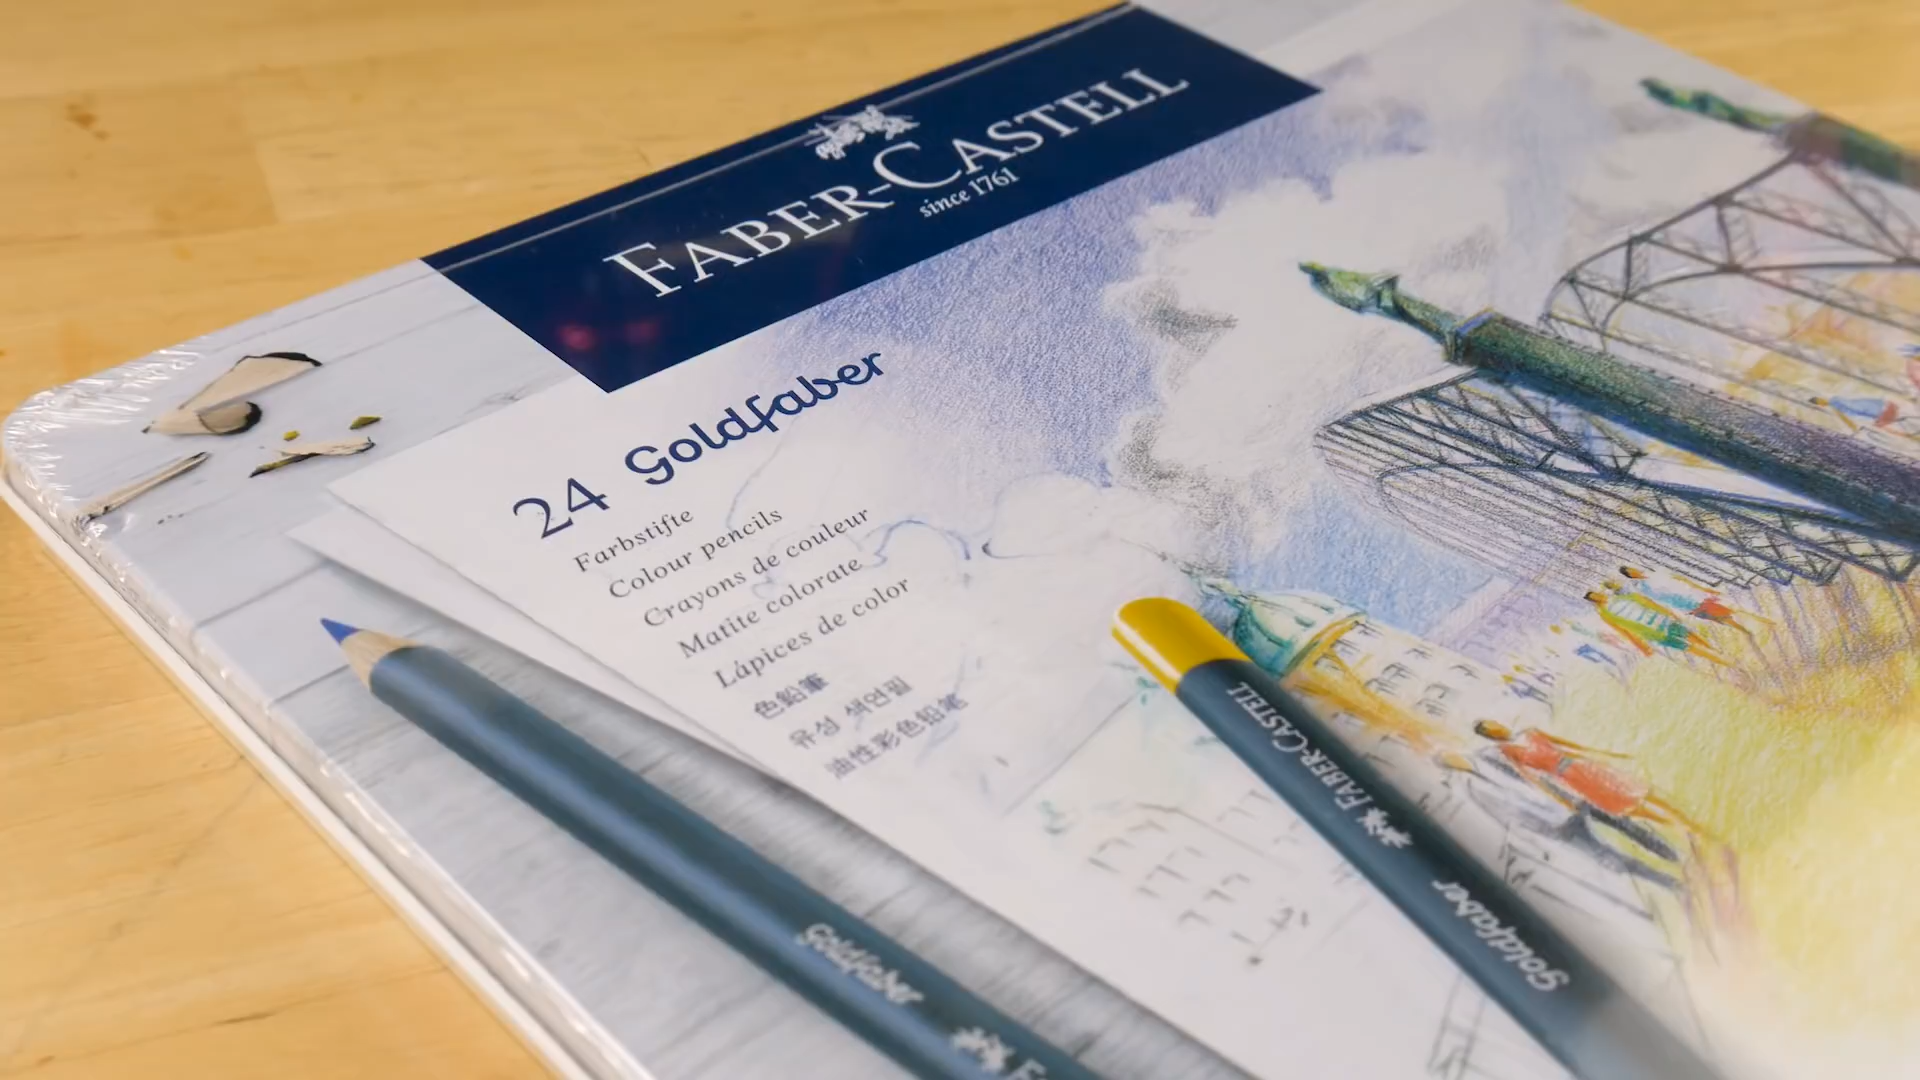 FABER-CASTELL
since 1761
24 Goldfaber
Farbstifte
Colour pencils
Crayons de couleur
Matite colorate
Lápices de color
色鉛筆
유성 색연필
油性彩色铅笔
FABER-CASTELL Goldfaber
Goldfaber